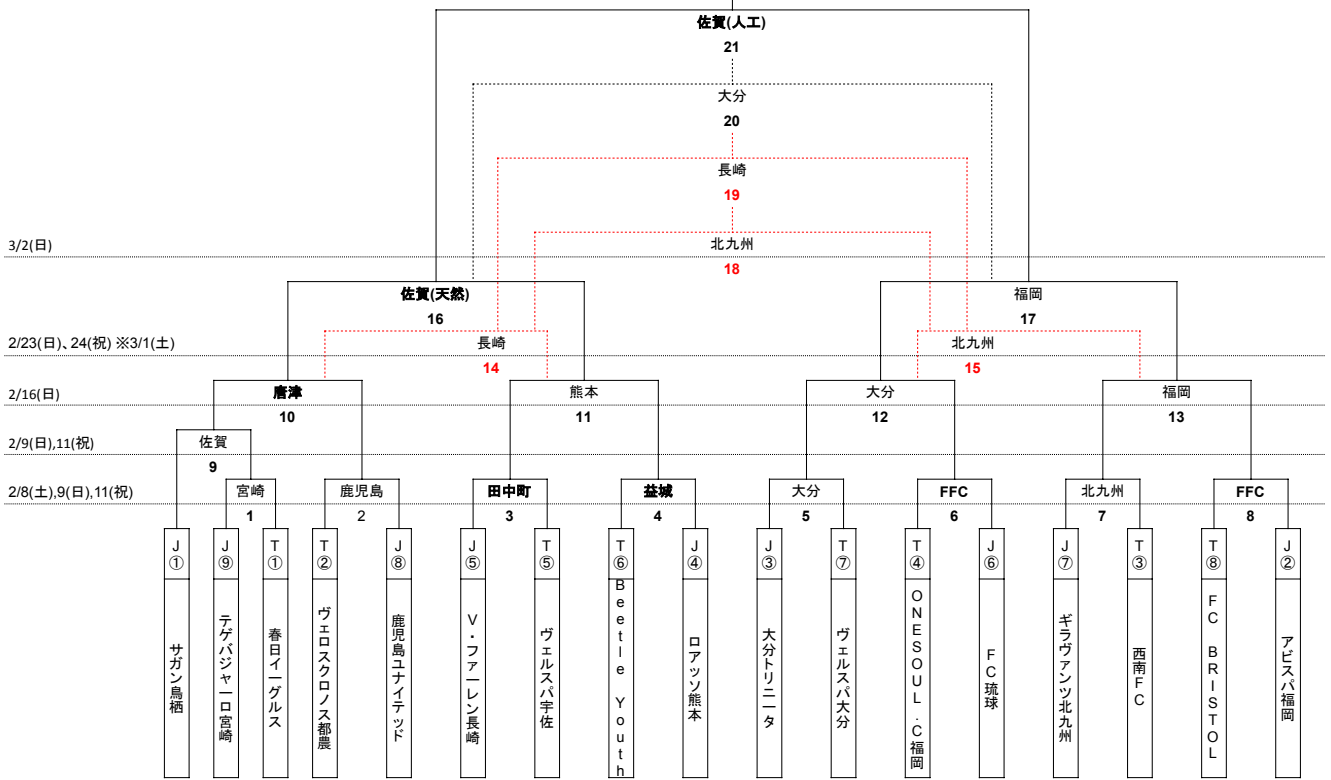 佐賀(人工)
21
大分
20
長崎
19
3/2(日)
北九州
18
佐賀(天然)
福岡
16
17
2/23(日)、24(祝) ※3/1(土)
長崎
北九州
14
15
2/16(日)
唐津
熊本
大分
福岡
10
11
12
13
2/9(日),11(祝)
佐賀
9
2/8(土),9(日),11(祝)
宮崎
鹿児島
田中町
益城
大分
FFC
北九州
FFC
1
2
3
4
5
6
7
8
J① サガン鳥栖
J⑨ テゲバジャーロ宮崎
T① 春日イーグルス
T② ヴェロスクロノス都農
J⑧ 鹿児島ユナイテッド
J⑤ V・ファーレン長崎
T⑤ ヴェルスパ宇佐
T⑥ Beetle Youth
J④ ロアッソ熊本
J③ 大分トリニータ
T⑦ ヴェルスパ大分
T④ ONESOUL.C福岡
J⑥ FC琉球
J⑦ ギラヴァンツ北九州
T③ 西南FC
T⑧ FC BRISTOL
J② アビスパ福岡